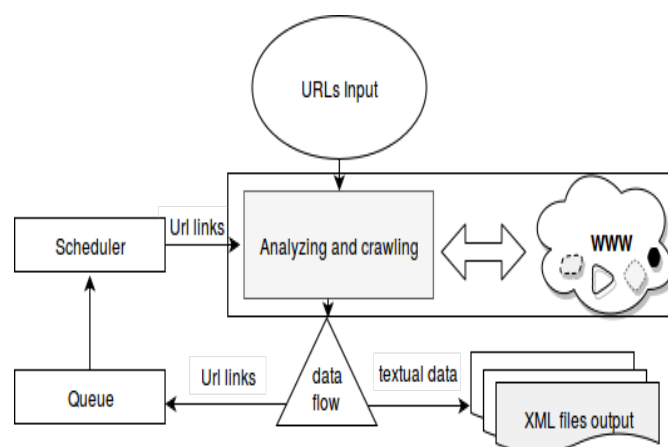 URLs Input
Url links
Scheduler
Analyzing and crawling
WWW
Url links
data
flow
textual data
Queue
XML files output